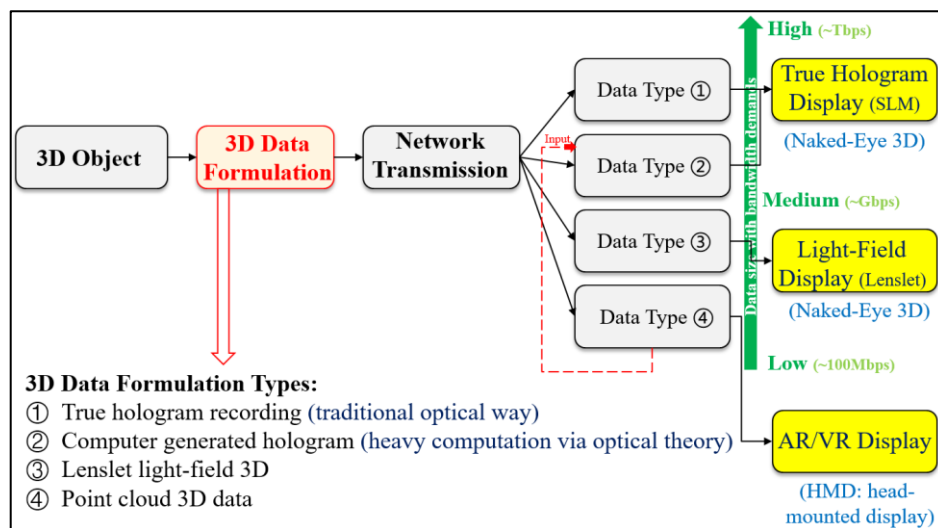 3D Object
3D Data
Formulation
Network
Transmission
Input
Data Type ①
Data Type ②
Data Type ③
Data Type ④
Data size with bandwidth demands
High (~Tbps)
Medium (~Gbps)
Low (~100Mbps)
True Hologram
Display (SLM)
(Naked-Eye 3D)
Light-Field
Display (Lenslet)
(Naked-Eye 3D)
AR/VR Display
(HMD: head-
mounted display)
3D Data Formulation Types:
① True hologram recording (traditional optical way)
② Computer generated hologram (heavy computation via optical theory)
③ Lenslet light-field 3D
④ Point cloud 3D data